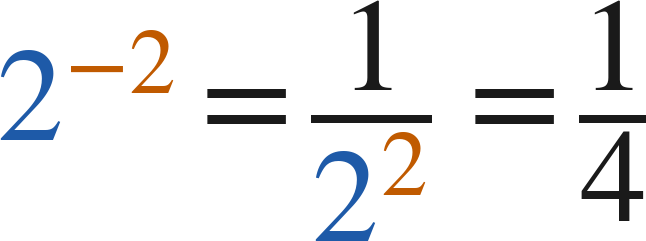 2⁻² = 1/2² = 1/4